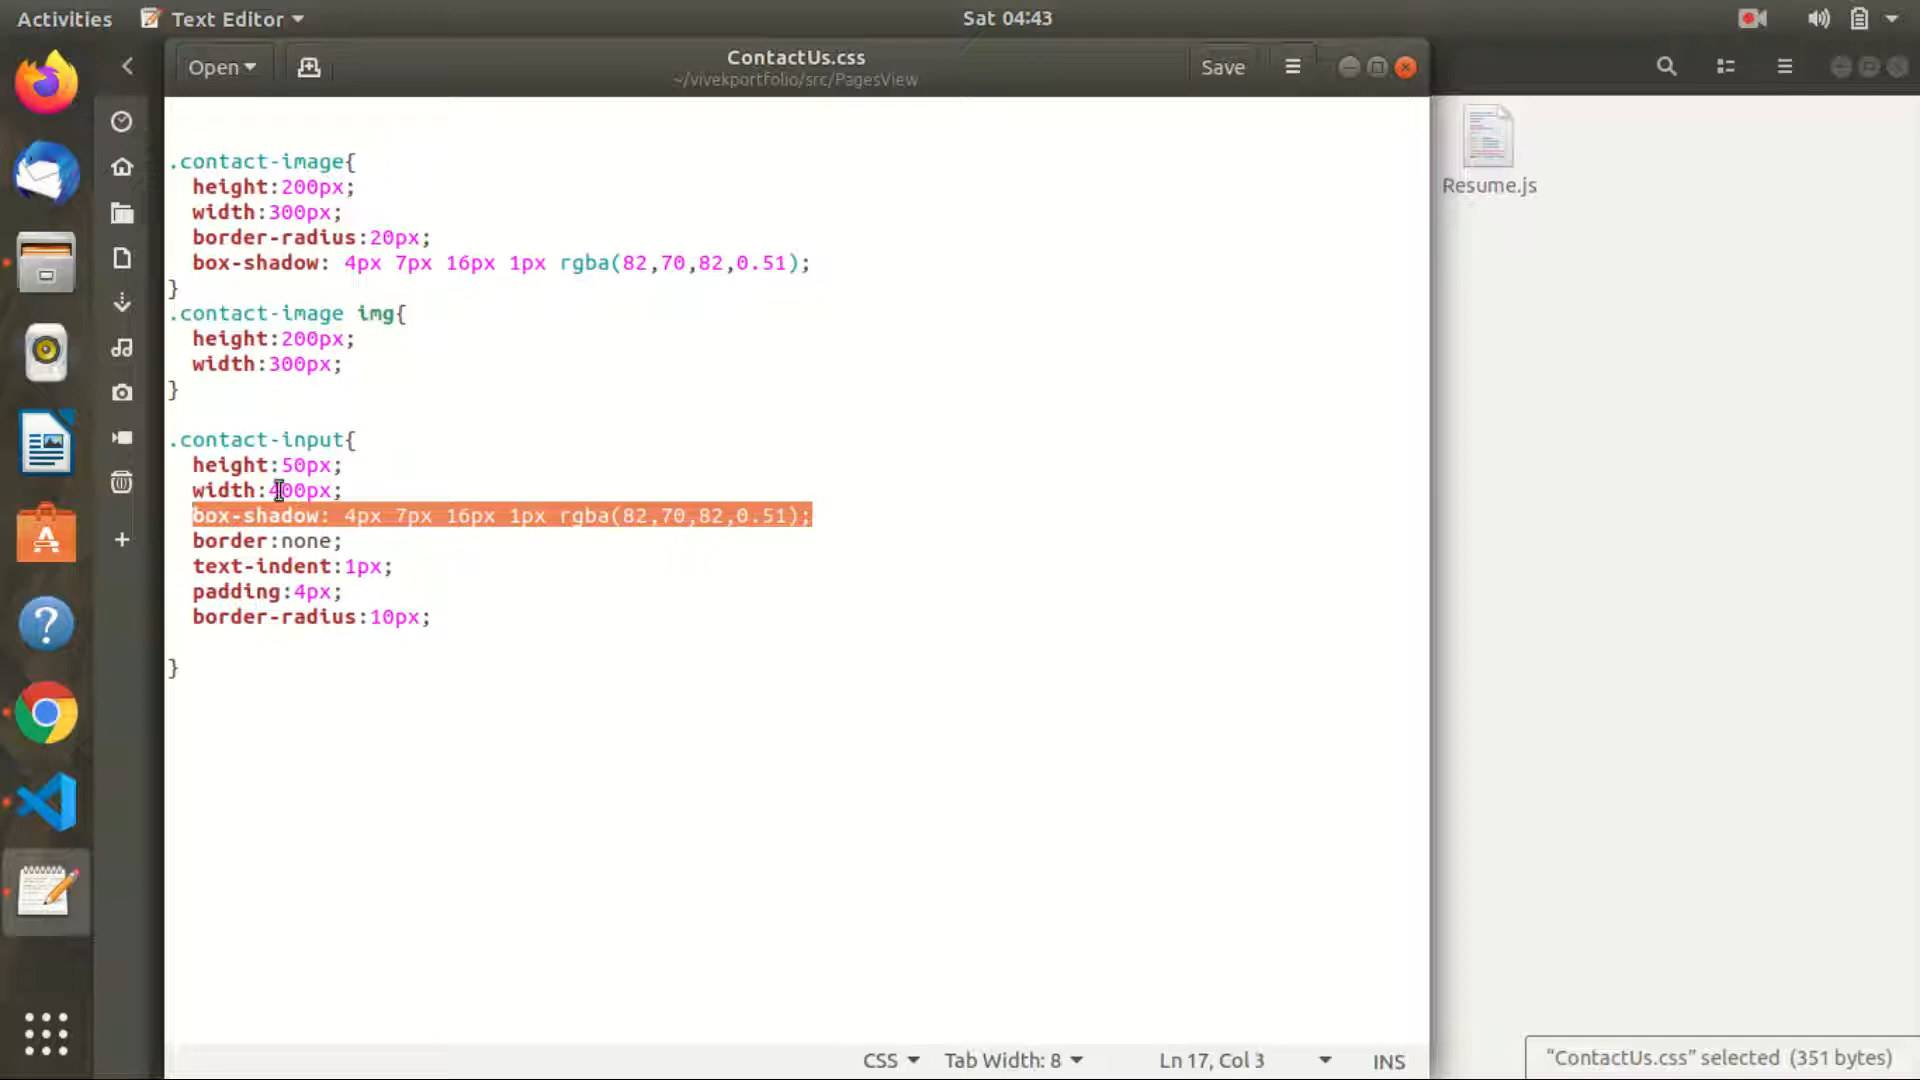 Activities
Text Editor
Sat 04:43
Open
ContactUs.css
~/vivekportfolio/src/PagesView
Save
.contact-image{
height:200px;
width:300px;
border-radius:20px;
box-shadow: 4px 7px 16px 1px rgba(82,70,82,0.51);
}
.contact-image img{
height:200px;
width:300px;
}
.contact-input{
height:50px;
width:400px;
box-shadow: 4px 7px 16px 1px rgba(82,70,82,0.51);
border:none;
text-indent:1px;
padding:4px;
border-radius:10px;
}
Resume.js
CSS
Tab Width: 8
Ln 17, Col 3
INS
"ContactUs.css" selected (351 bytes)